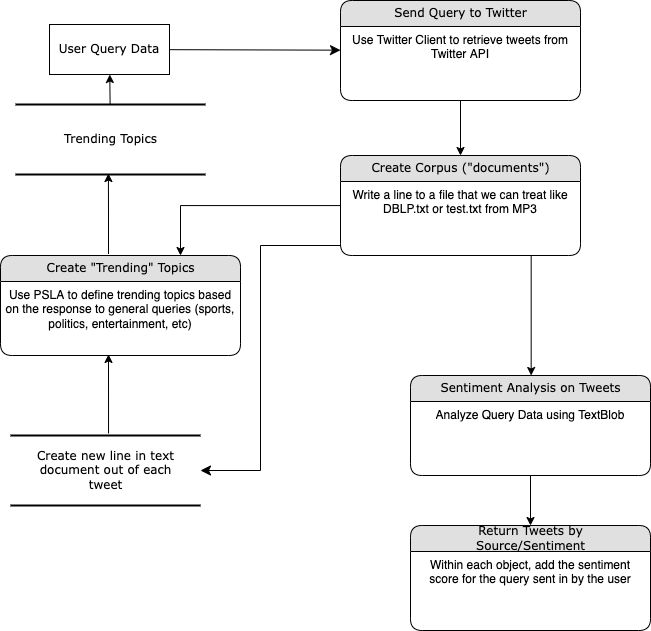 Send Query to Twitter
Use Twitter Client to retrieve tweets from
Twitter API
User Query Data
Trending Topics
Create Corpus ("documents")
Write a line to a file that we can treat like
DBLP.txt or test.txt from MP3
Create "Trending" Topics
Use PSLA to define trending topics based
on the response to general queries (sports,
politics, entertainment, etc)
Sentiment Analysis on Tweets
Analyze Query Data using TextBlob
Create new line in text
document out of each
tweet
Return Tweets by
Source/Sentiment
Within each object, add the sentiment
score for the query sent in by the user